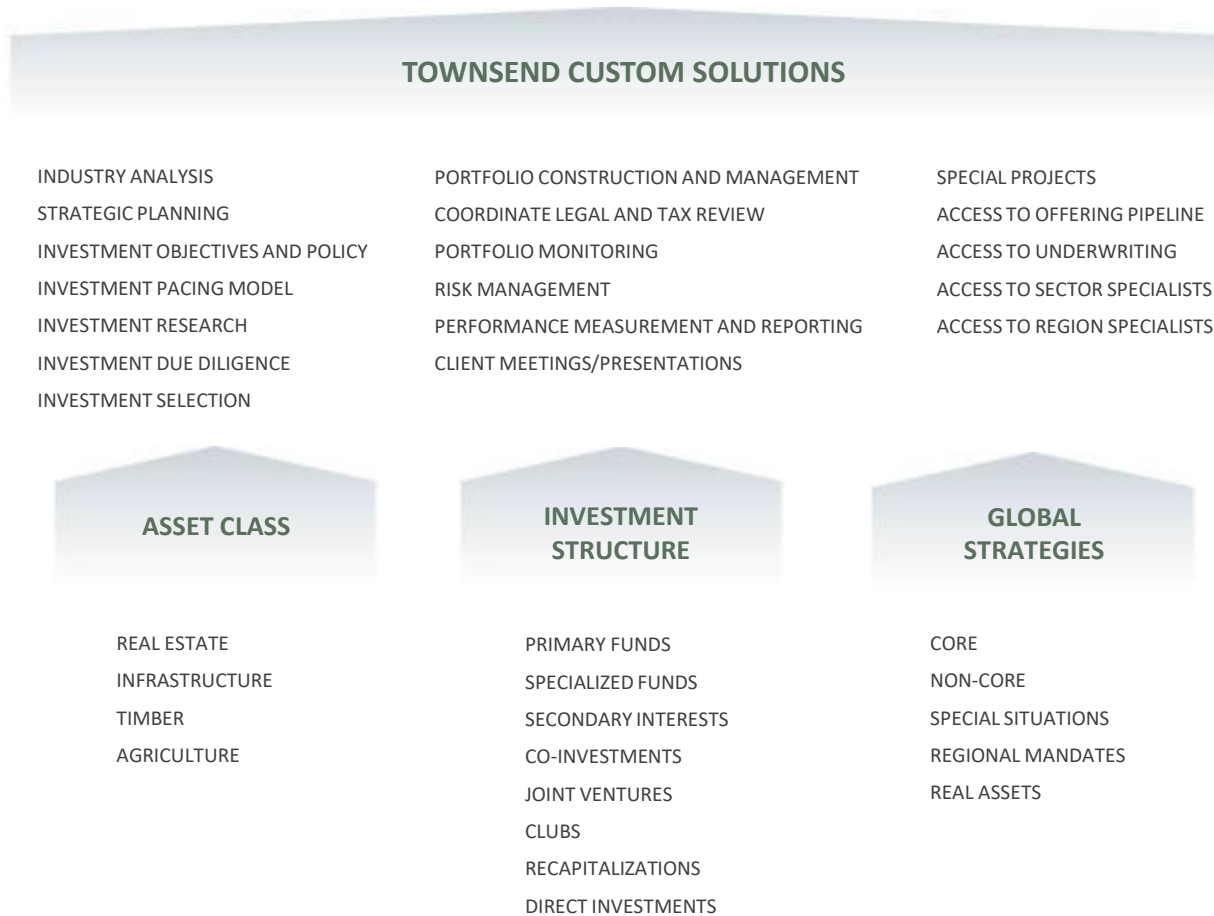 TOWNSEND CUSTOM SOLUTIONS
INDUSTRY ANALYSIS
STRATEGIC PLANNING
INVESTMENT OBJECTIVES AND POLICY
INVESTMENT PACING MODEL
INVESTMENT RESEARCH
INVESTMENT DUE DILIGENCE
INVESTMENT SELECTION
PORTFOLIO CONSTRUCTION AND MANAGEMENT
COORDINATE LEGAL AND TAX REVIEW
PORTFOLIO MONITORING
RISK MANAGEMENT
PERFORMANCE MEASUREMENT AND REPORTING
CLIENT MEETINGS/PRESENTATIONS
SPECIAL PROJECTS
ACCESS TO OFFERING PIPELINE
ACCESS TO UNDERWRITING
ACCESS TO SECTOR SPECIALISTS
ACCESS TO REGION SPECIALISTS
ASSET CLASS
REAL ESTATE
INFRASTRUCTURE
TIMBER
AGRICULTURE
INVESTMENT
STRUCTURE
PRIMARY FUNDS
SPECIALIZED FUNDS
SECONDARY INTERESTS
CO-INVESTMENTS
JOINT VENTURES
CLUBS
RECAPITALIZATIONS
DIRECT INVESTMENTS
GLOBAL
STRATEGIES
CORE
NON-CORE
SPECIAL SITUATIONS
REGIONAL MANDATES
REAL ASSETS